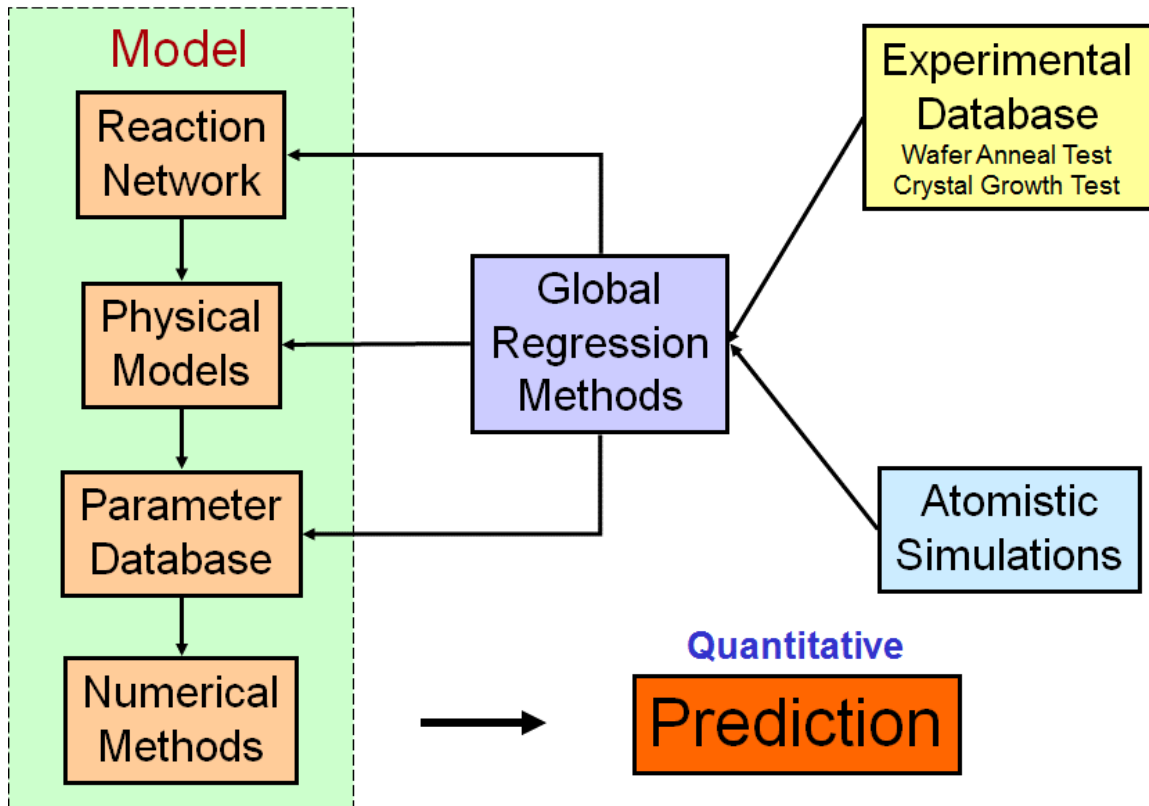 Model
Reaction
Network
Physical
Models
Parameter
Database
Numerical
Methods
Global
Regression
Methods
Experimental
Database
Wafer Anneal Test
Crystal Growth Test
Atomistic
Simulations
Quantitative
Prediction